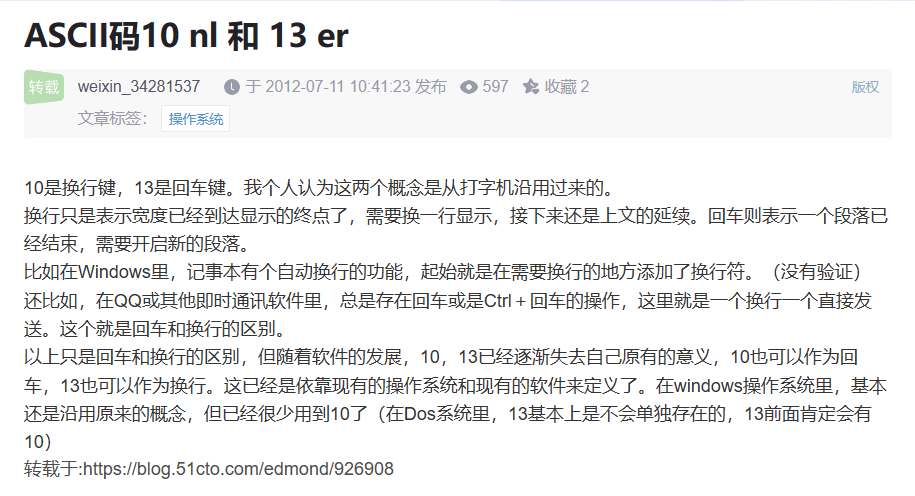 ASCII码10 nl 和 13 er
转载 weixin_34281537 于 2012-07-11 10:41:23 发布 597 收藏 2 版权
文章标签： 操作系统
10是换行键，13是回车键。我个人认为这两个概念是从打字机沿用过来的。
换行只是表示宽度已经到达显示的终点了，需要换一行显示，接下来还是上文的延续。回车则表示一个段落已
经结束，需要开启新的段落。
比如在Windows里，记事本有个自动换行的功能，起始就是在需要换行的地方添加了换行符。（没有验证）
还比如，在QQ或其他即时通讯软件里，总是存在回车或是Ctrl＋回车的操作，这里就是一个换行一个直接发
送。这个就是回车和换行的区别。
以上只是回车和换行的区别，但随着软件的发展，10，13已经逐渐失去自己原有的意义，10也可以作为回
车，13也可以作为换行。这已经是依靠现有的操作系统和现有的软件来定义了。在windows操作系统里，基本
还是沿用原来的概念，但已经很少用到10了（在Dos系统里，13基本上是不会单独存在的，13前面肯定会有
10）
转载于:https://blog.51cto.com/edmond/926908